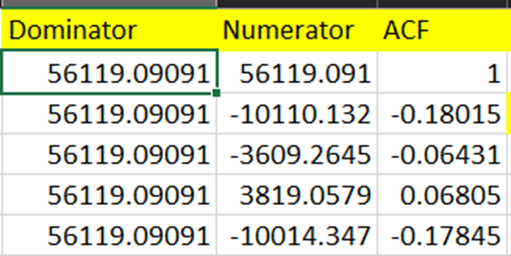 Dominator Numerator ACF
56119.09091 56119.091 1
56119.09091 -10110.132 -0.18015
56119.09091 -3609.2645 -0.06431
56119.09091 3819.0579 0.06805
56119.09091 -10014.347 -0.17845